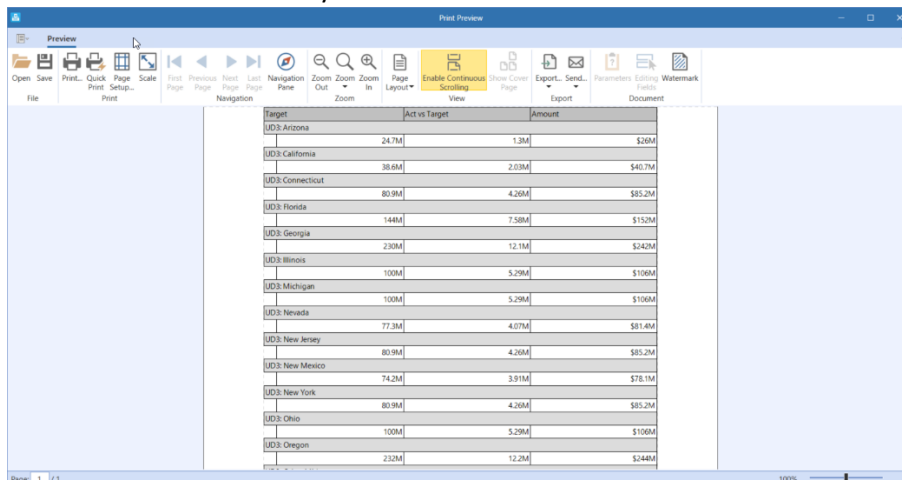 Print Preview
Preview
Open Save Print... Quick Print Page Setup... Scale First Page Previous Page Next Page Last Page Navigation Pane Zoom Out Zoom Zoom In Page Layout Enable Continuous Scrolling Show Cover Page Export... Send... Parameters Editing Fields Watermark
File Print Navigation Zoom View Export Document
Target Act vs Target Amount
UD3: Arizona
24.7M 1.3M $26M
UD3: California
38.6M 2.03M $40.7M
UD3: Connecticut
80.9M 4.26M $85.2M
UD3: Florida
144M 7.58M $152M
UD3: Georgia
230M 12.1M $242M
UD3: Illinois
100M 5.29M $106M
UD3: Michigan
100M 5.29M $106M
UD3: Nevada
77.3M 4.07M $81.4M
UD3: New Jersey
80.9M 4.26M $85.2M
UD3: New Mexico
74.2M 3.91M $78.1M
UD3: New York
80.9M 4.26M $85.2M
UD3: Ohio
100M 5.29M $106M
UD3: Oregon
232M 12.2M $244M
Page: 1 / 1 100%